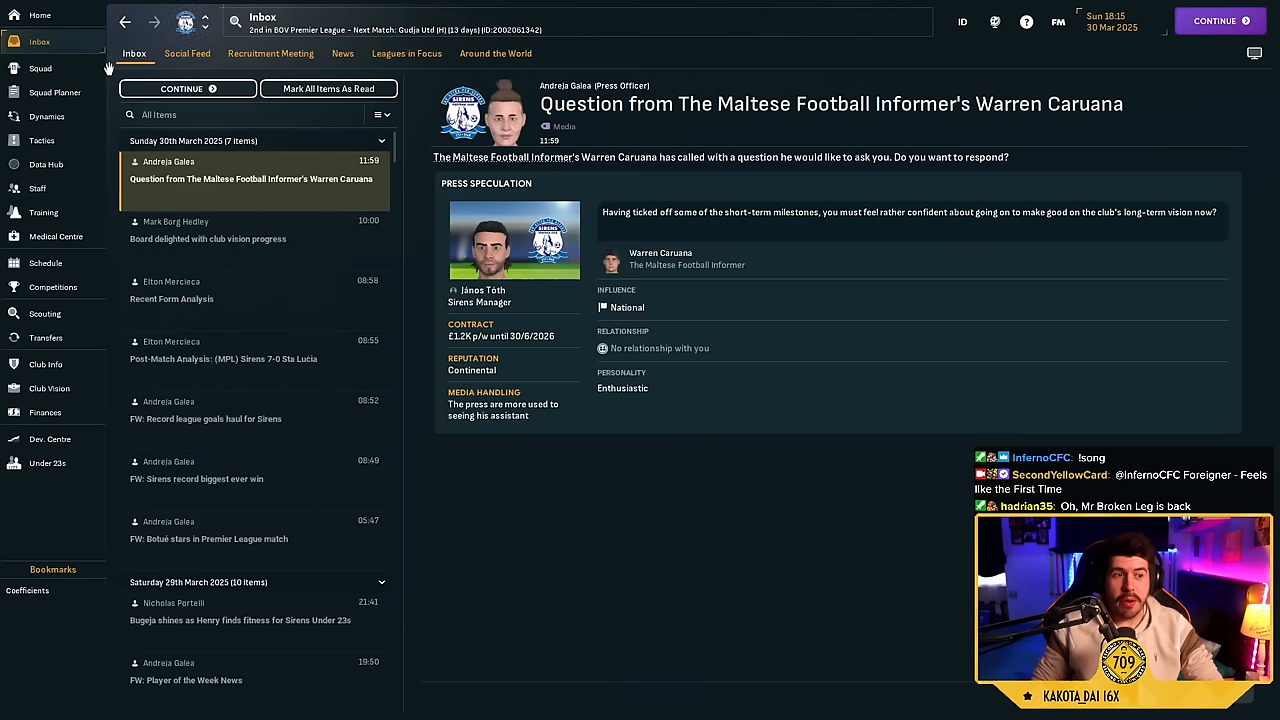 Home
Inbox
2nd in BOV Premier League - Next Match: Gudja Utd (H) (13 days) (ID:2002061342)
ID
FM
Sun 18:15
30 Mar 2025
CONTINUE
Inbox
Squad
Squad Planner
Dynamics
Tactics
Data Hub
Staff
Training
Medical Centre
Schedule
Competitions
Scouting
Transfers
Club Info
Club Vision
Finances
Dev. Centre
Under 23s
Bookmarks
Coefficients
Inbox Social Feed Recruitment Meeting News Leagues in Focus Around the World
CONTINUE Mark All Items As Read
All Items
Sunday 30th March 2025 (7 items)
Andreja Galea 11:59
Question from The Maltese Football Informer's Warren Caruana
Mark Borg Hedley 10:00
Board delighted with club vision progress
Elton Mercieca 08:58
Recent Form Analysis
Elton Mercieca 08:55
Post-Match Analysis: (MPL) Sirens 7-0 Sta Luċia
Andreja Galea 08:52
FW: Record league goals haul for Sirens
Andreja Galea 08:49
FW: Sirens record biggest ever win
Andreja Galea 05:47
FW: Botué stars in Premier League match
Saturday 29th March 2025 (10 items)
Nicholas Portelli 21:41
Bugeja shines as Henry finds fitness for Sirens Under 23s
Andreja Galea 19:50
FW: Player of the Week News
SIRENS
Andreja Galea (Press Officer)
Question from The Maltese Football Informer's Warren Caruana
Media
11:59
The Maltese Football Informer's Warren Caruana has called with a question he would like to ask you. Do you want to respond?
PRESS SPECULATION
SIRENS
János Tóth
Sirens Manager
CONTRACT
£1.2K p/w until 30/6/2026
REPUTATION
Continental
MEDIA HANDLING
The press are more used to
seeing his assistant
Having ticked off some of the short-term milestones, you must feel rather confident about going on to make good on the club's long-term vision now?
Warren Caruana
The Maltese Football Informer
INFLUENCE
National
RELATIONSHIP
No relationship with you
PERSONALITY
Enthusiastic
InfernoCFC: !song
SecondYellowCard: @InfernoCFC Foreigner - Feels
like the First Time
hadrian35: Oh, Mr Broken Leg is back
709
KAKOTA_DAI 16X